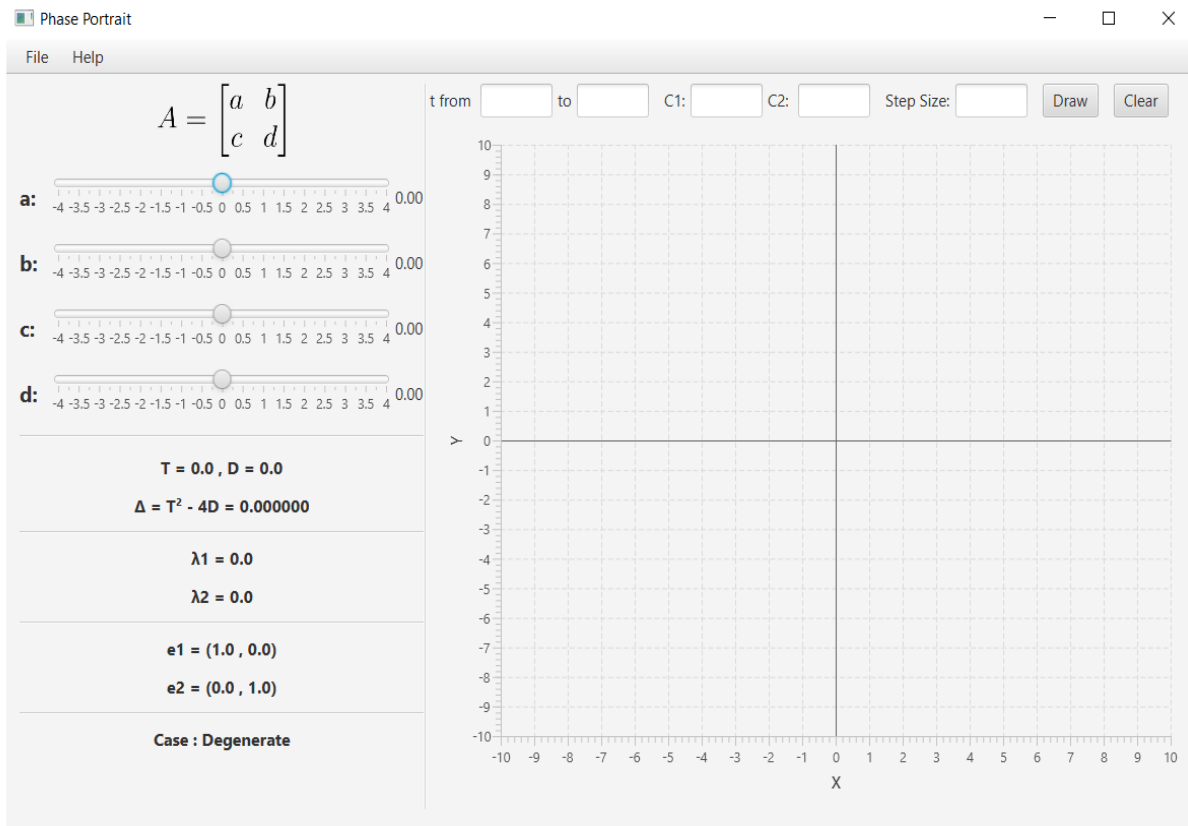 Phase Portrait
File Help
A = [a b
c d]
a: 0.00
-4 -3.5 -3 -2.5 -2 -1.5 -1 -0.5 0 0.5 1 1.5 2 2.5 3 3.5 4
b: 0.00
-4 -3.5 -3 -2.5 -2 -1.5 -1 -0.5 0 0.5 1 1.5 2 2.5 3 3.5 4
c: 0.00
-4 -3.5 -3 -2.5 -2 -1.5 -1 -0.5 0 0.5 1 1.5 2 2.5 3 3.5 4
d: 0.00
-4 -3.5 -3 -2.5 -2 -1.5 -1 -0.5 0 0.5 1 1.5 2 2.5 3 3.5 4
T = 0.0 , D = 0.0
Δ = T² - 4D = 0.000000
λ1 = 0.0
λ2 = 0.0
e1 = (1.0 , 0.0)
e2 = (0.0 , 1.0)
Case : Degenerate
t from to C1: C2: Step Size: Draw Clear
10
9
8
7
6
5
4
3
2
1
0
-1
-2
-3
-4
-5
-6
-7
-8
-9
-10
Y
-10 -9 -8 -7 -6 -5 -4 -3 -2 -1 0 1 2 3 4 5 6 7 8 9 10
X